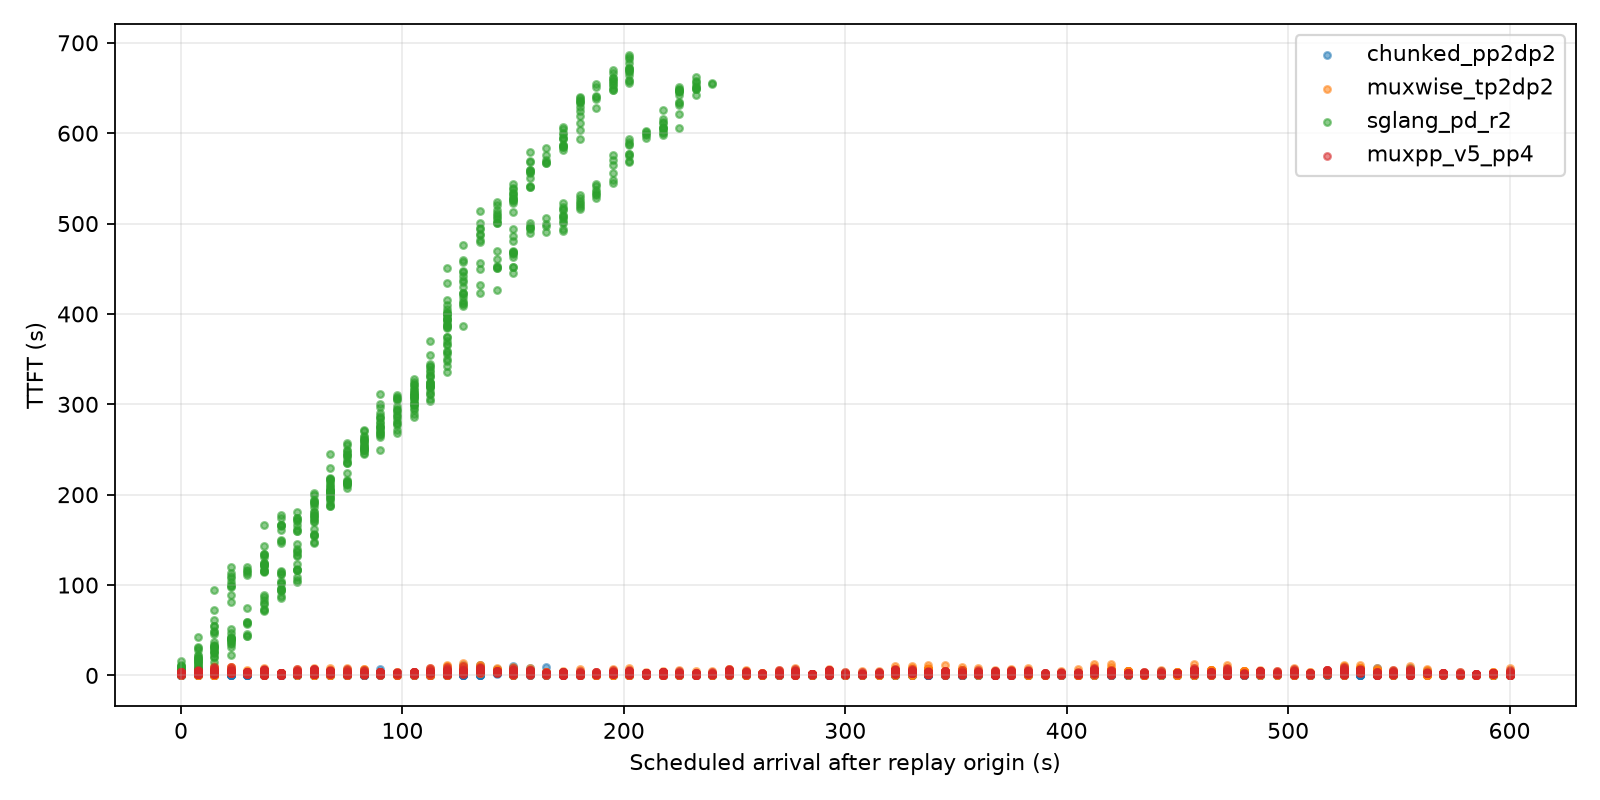 700
600
500
400
300
200
100
0
TTFT (s)
0 100 200 300 400 500 600
Scheduled arrival after replay origin (s)
chunked_pp2dp2
muxwise_tp2dp2
sglang_pd_r2
muxpp_v5_pp4